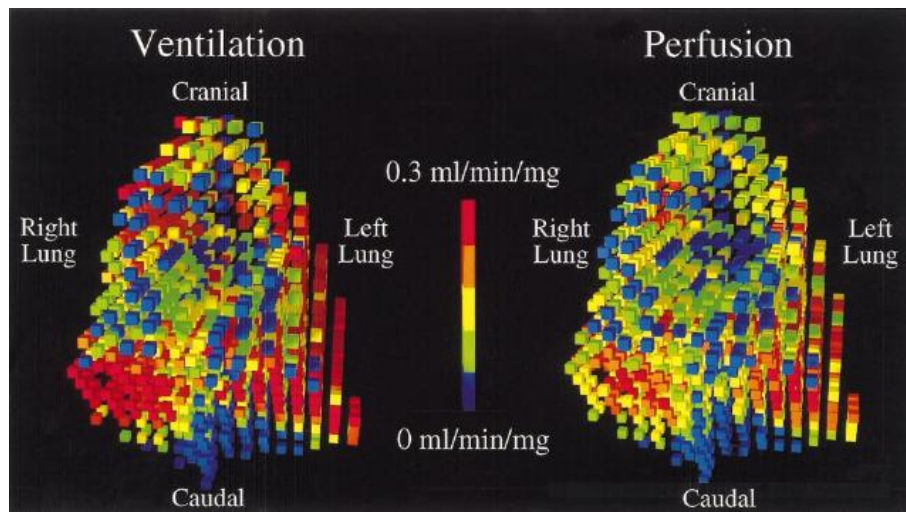 Ventilation
Perfusion
Cranial
Cranial
0.3 ml/min/mg
Right
Lung
Left
Lung
Right
Lung
Left
Lung
0 ml/min/mg
Caudal
Caudal